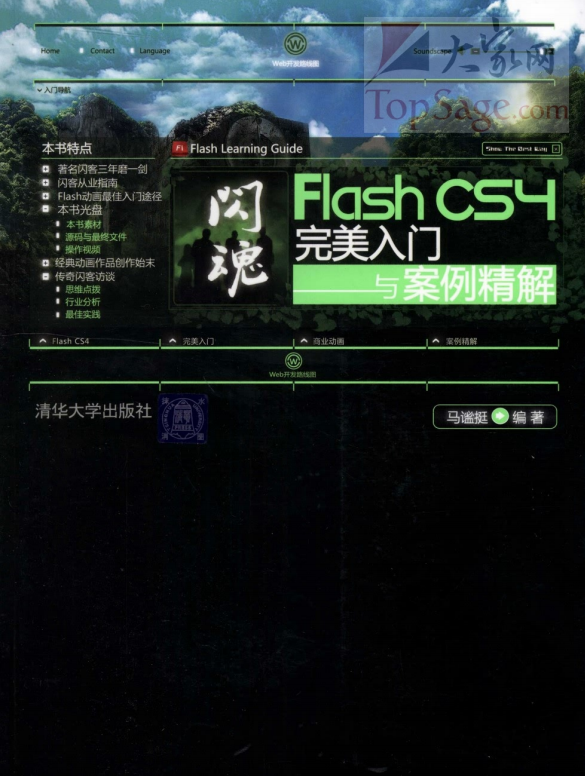 Home
Contact
Language
Soundscape
Web开发路线图
入门导航
大家网
TopSage.com
本书特点
Flash Learning Guide
Show The Best Way
著名闪客三年磨一剑
闪客从业指南
Flash动画最佳入门途径
本书光盘
本书素材
源码与最终文件
操作视频
经典动画作品创作始末
传奇闪客访谈
思维点拨
行业分析
最佳实践
闪魂
Flash CS4
完美入门
与案例精解
Flash CS4
完美入门
商业动画
案例精解
Web开发路线图
清华大学出版社
马谧挺 编著